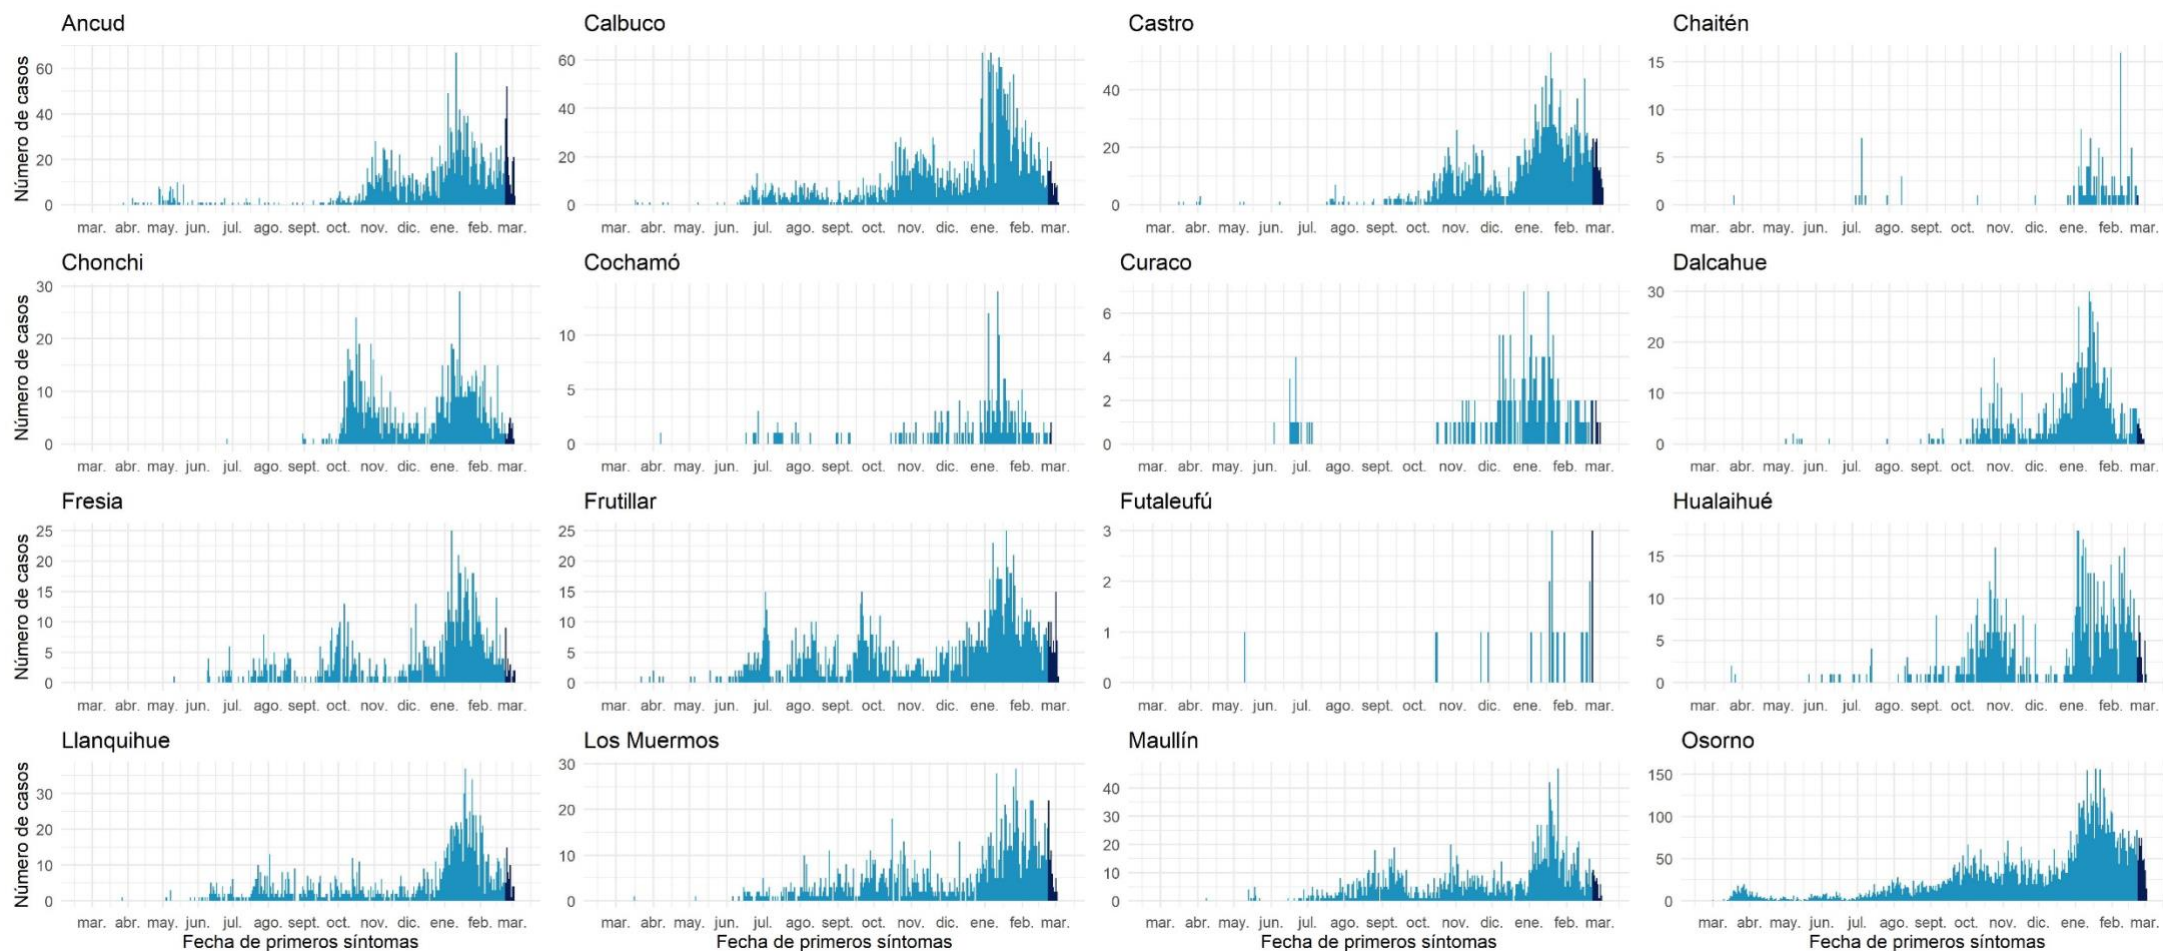 Ancud Calbuco Castro Chaitén
Número de casos
60
40
20
0
60
40
20
0
40
20
0
15
10
5
0
mar. abr. may. jun. jul. ago. sept. oct. nov. dic. ene. feb. mar.
mar. abr. may. jun. jul. ago. sept. oct. nov. dic. ene. feb. mar.
mar. abr. may. jun. jul. ago. sept. oct. nov. dic. ene. feb. mar.
mar. abr. may. jun. jul. ago. sept. oct. nov. dic. ene. feb. mar.
Chonchi Cochamó Curaco Dalcahue
Número de casos
30
20
10
0
10
5
0
6
4
2
0
30
20
10
0
mar. abr. may. jun. jul. ago. sept. oct. nov. dic. ene. feb. mar.
mar. abr. may. jun. jul. ago. sept. oct. nov. dic. ene. feb. mar.
mar. abr. may. jun. jul. ago. sept. oct. nov. dic. ene. feb. mar.
mar. abr. may. jun. jul. ago. sept. oct. nov. dic. ene. feb. mar.
Fresia Frutillar Futaleufú Hualaihué
Número de casos
25
20
15
10
5
0
25
20
15
10
5
0
3
2
1
0
15
10
5
0
mar. abr. may. jun. jul. ago. sept. oct. nov. dic. ene. feb. mar.
mar. abr. may. jun. jul. ago. sept. oct. nov. dic. ene. feb. mar.
mar. abr. may. jun. jul. ago. sept. oct. nov. dic. ene. feb. mar.
mar. abr. may. jun. jul. ago. sept. oct. nov. dic. ene. feb. mar.
Llanquihue Los Muermos Maullín Osorno
Número de casos
30
20
10
0
30
20
10
0
40
30
20
10
0
150
100
50
0
mar. abr. may. jun. jul. ago. sept. oct. nov. dic. ene. feb. mar.
mar. abr. may. jun. jul. ago. sept. oct. nov. dic. ene. feb. mar.
mar. abr. may. jun. jul. ago. sept. oct. nov. dic. ene. feb. mar.
mar. abr. may. jun. jul. ago. sept. oct. nov. dic. ene. feb. mar.
Fecha de primeros síntomas Fecha de primeros síntomas Fecha de primeros síntomas Fecha de primeros síntomas